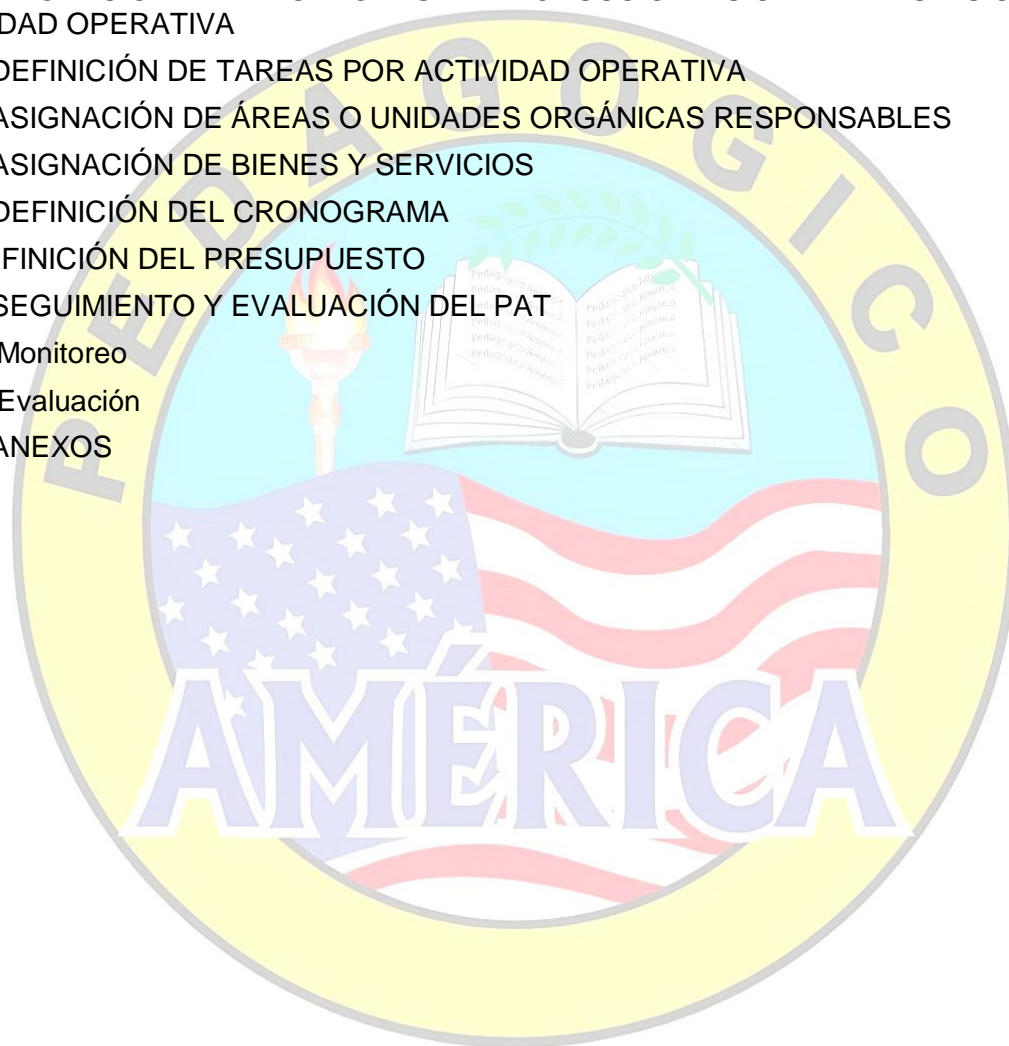 IDAD OPERATIVA
DEFINICIÓN DE TAREAS POR ACTIVIDAD OPERATIVA
ASIGNACIÓN DE ÁREAS O UNIDADES ORGÁNICAS RESPONSABLES
ASIGNACIÓN DE BIENES Y SERVICIOS
DEFINICIÓN DEL CRONOGRAMA
FINICIÓN DEL PRESUPUESTO
SEGUIMIENTO Y EVALUACIÓN DEL PAT
Monitoreo
Evaluación
ANEXOS
PEDAGOGICO
AMÉRICA